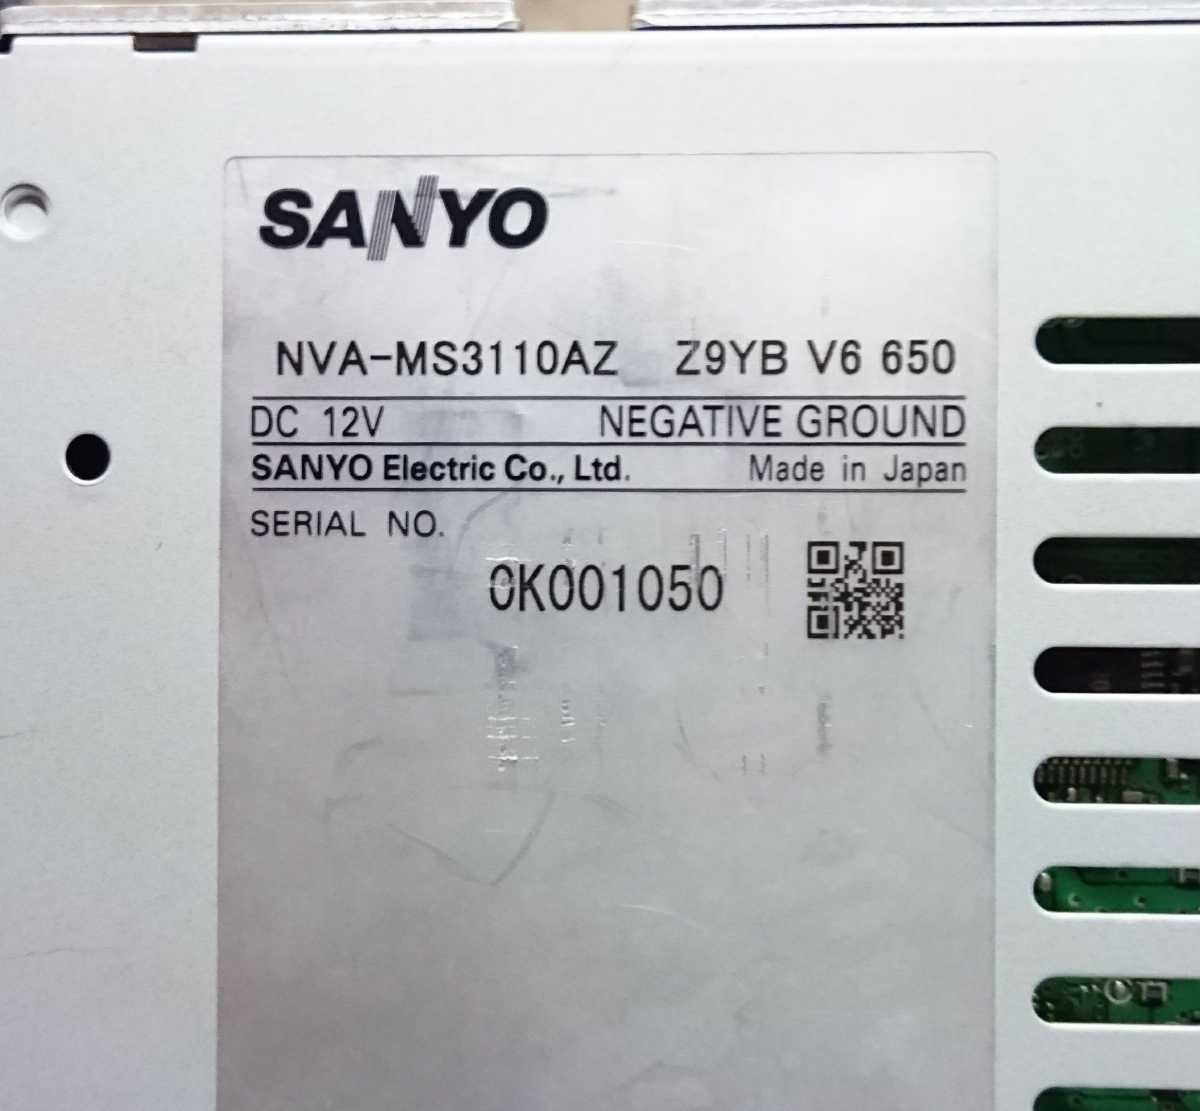 SANYO
NVA-MS3110AZ Z9YB V6 650
DC 12V NEGATIVE GROUND
SANYO Electric Co., Ltd. Made in Japan
SERIAL NO.
0K001050